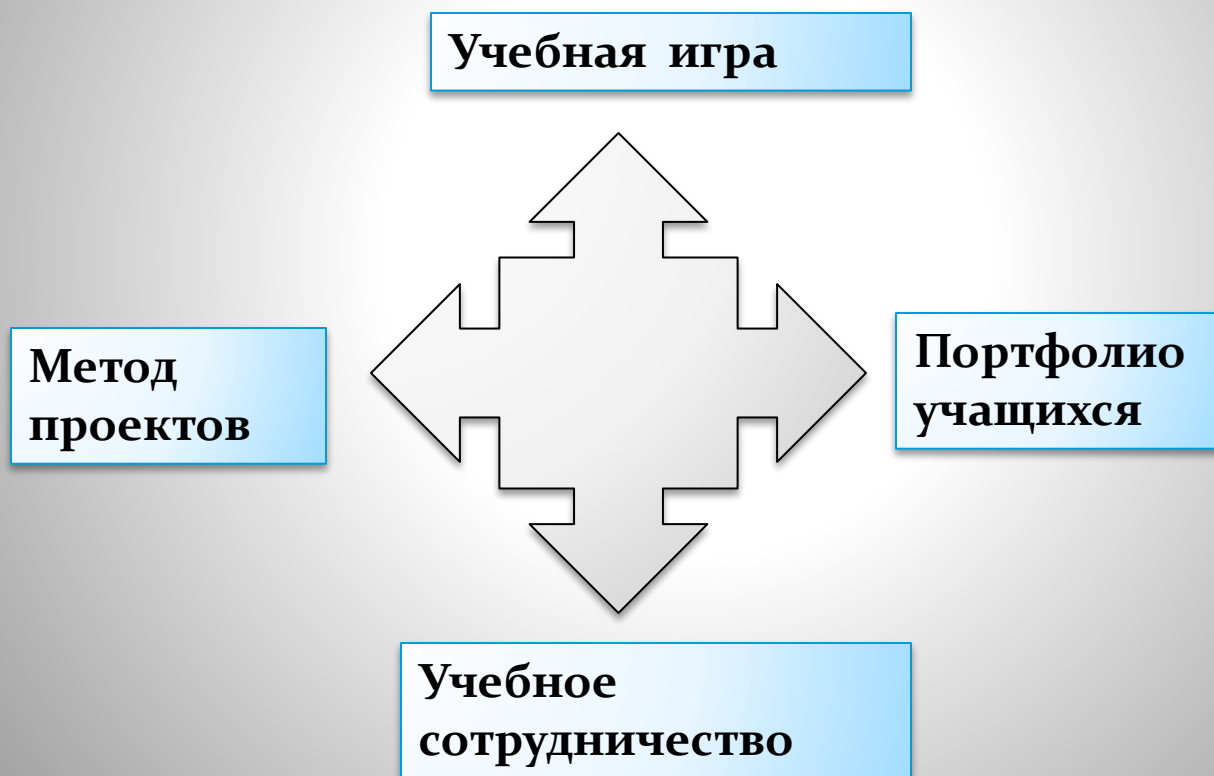 Учебная игра
Метод
проектов
Портфолио
учащихся
Учебное
сотрудничество